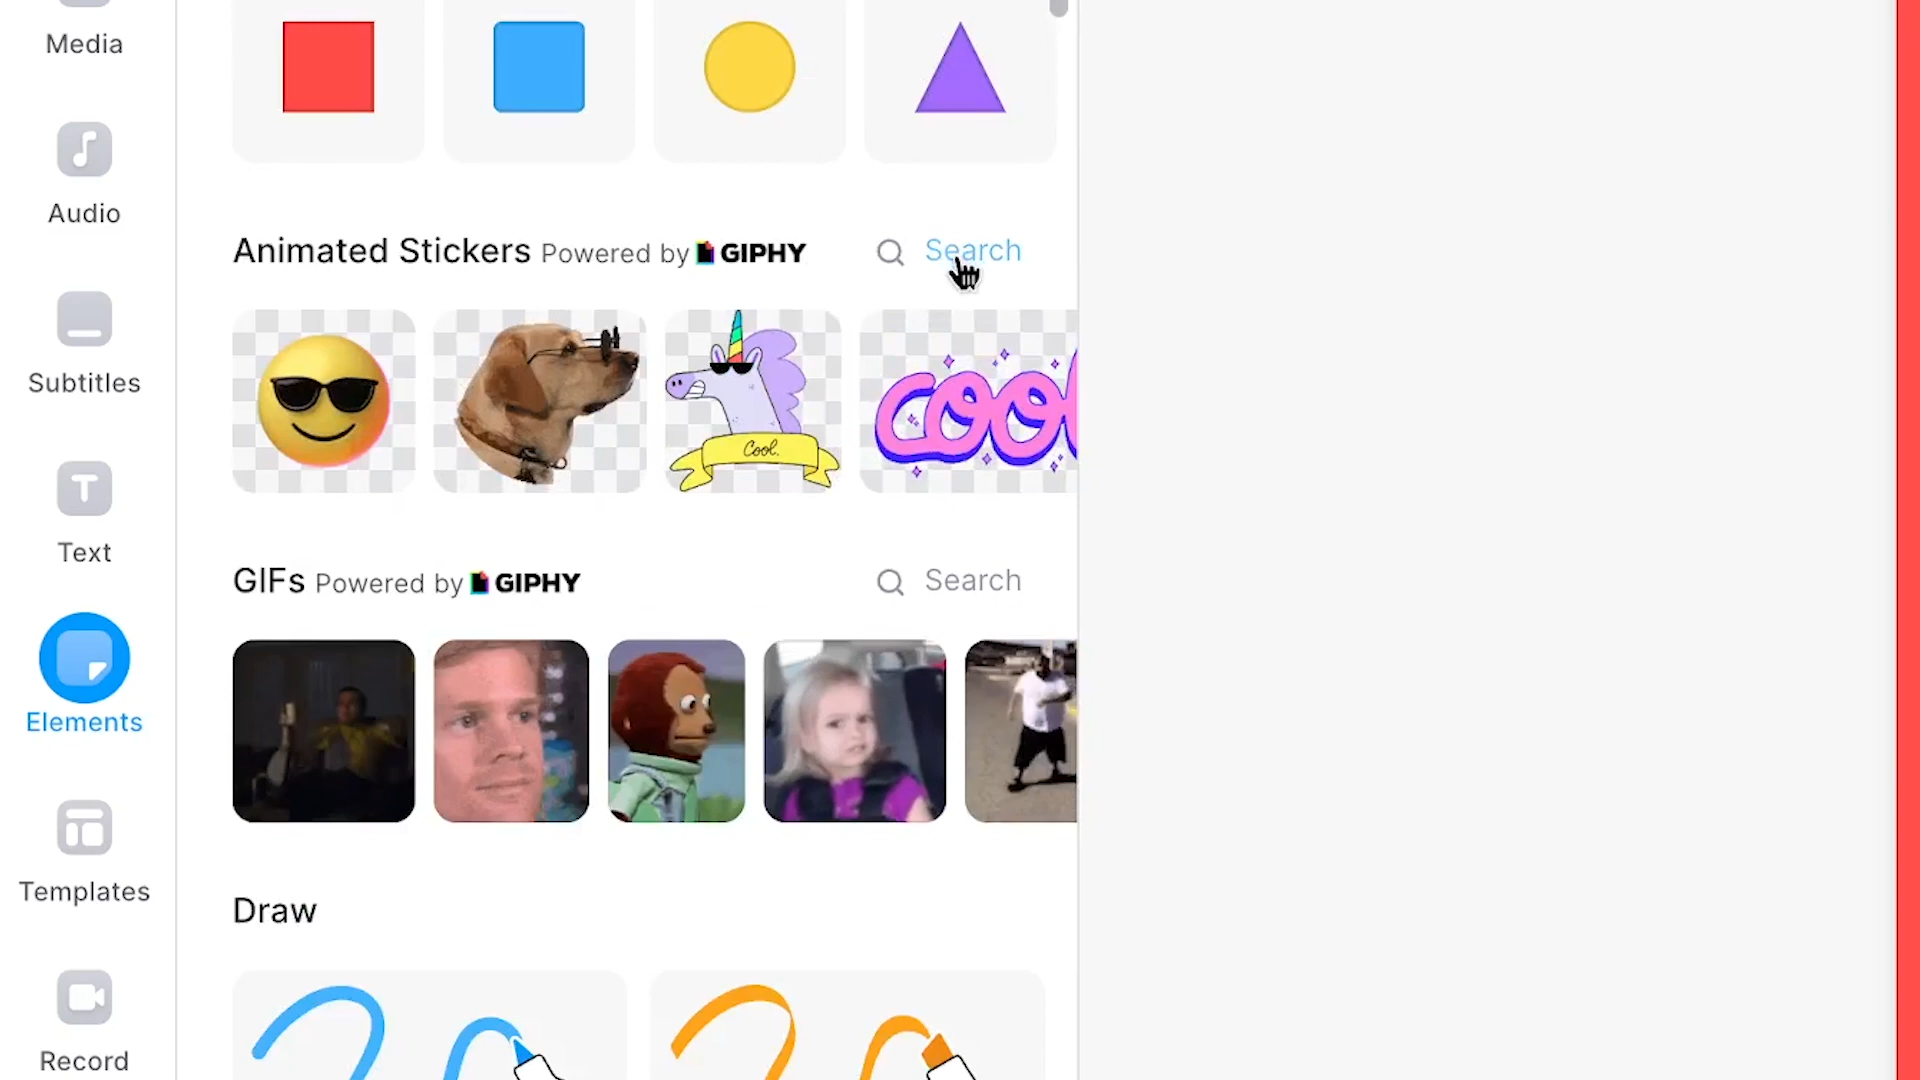 Media
Audio
Subtitles
Text
Elements
Templates
Record
Animated Stickers Powered by GIPHY Search
Cool.
cool
GIFs Powered by GIPHY Search
Draw